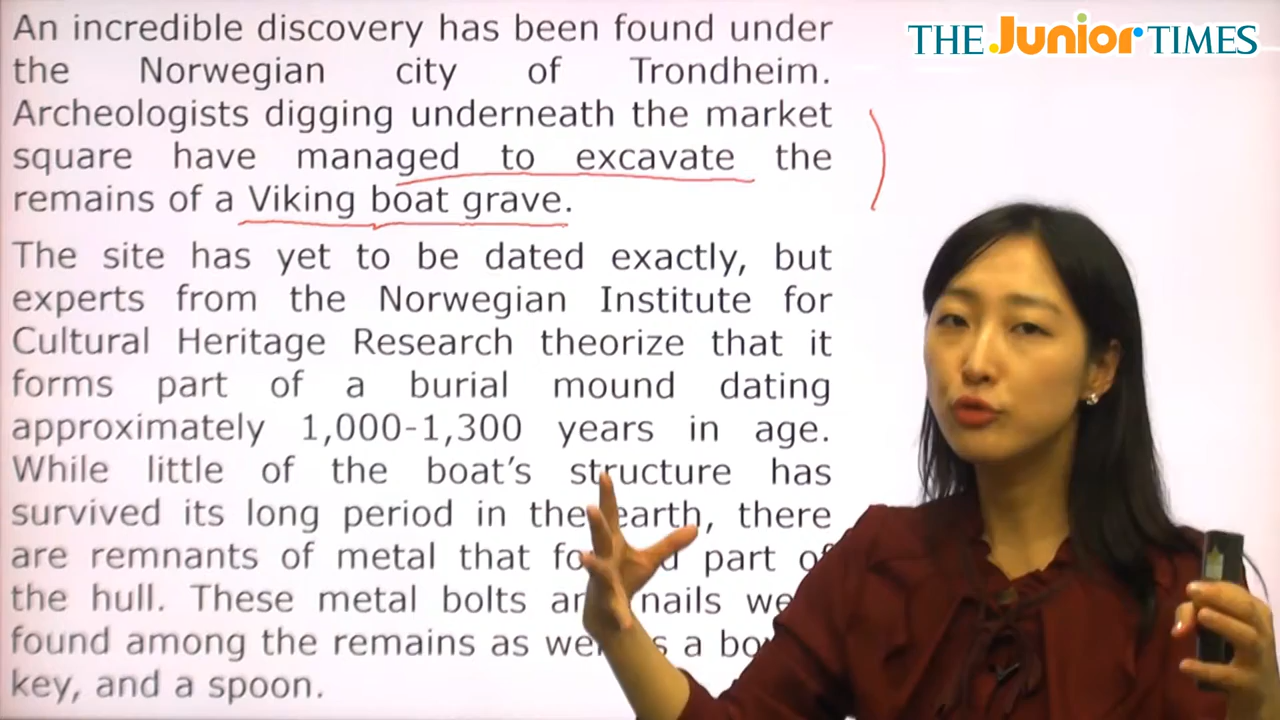 An incredible discovery has been found under
the Norwegian city of Trondheim.
Archeologists digging underneath the market
square have managed to excavate the
remains of a Viking boat grave.
The site has yet to be dated exactly, but
experts from the Norwegian Institute for
Cultural Heritage Research theorize that it
forms part of a burial mound dating
approximately 1,000-1,300 years in age.
While little of the boat's structure has
survived its long period in the earth, there
are remnants of metal that part of
the hull. These metal bolts nails
found among the remains as a
key, and a spoon.
THE Junior TIMES